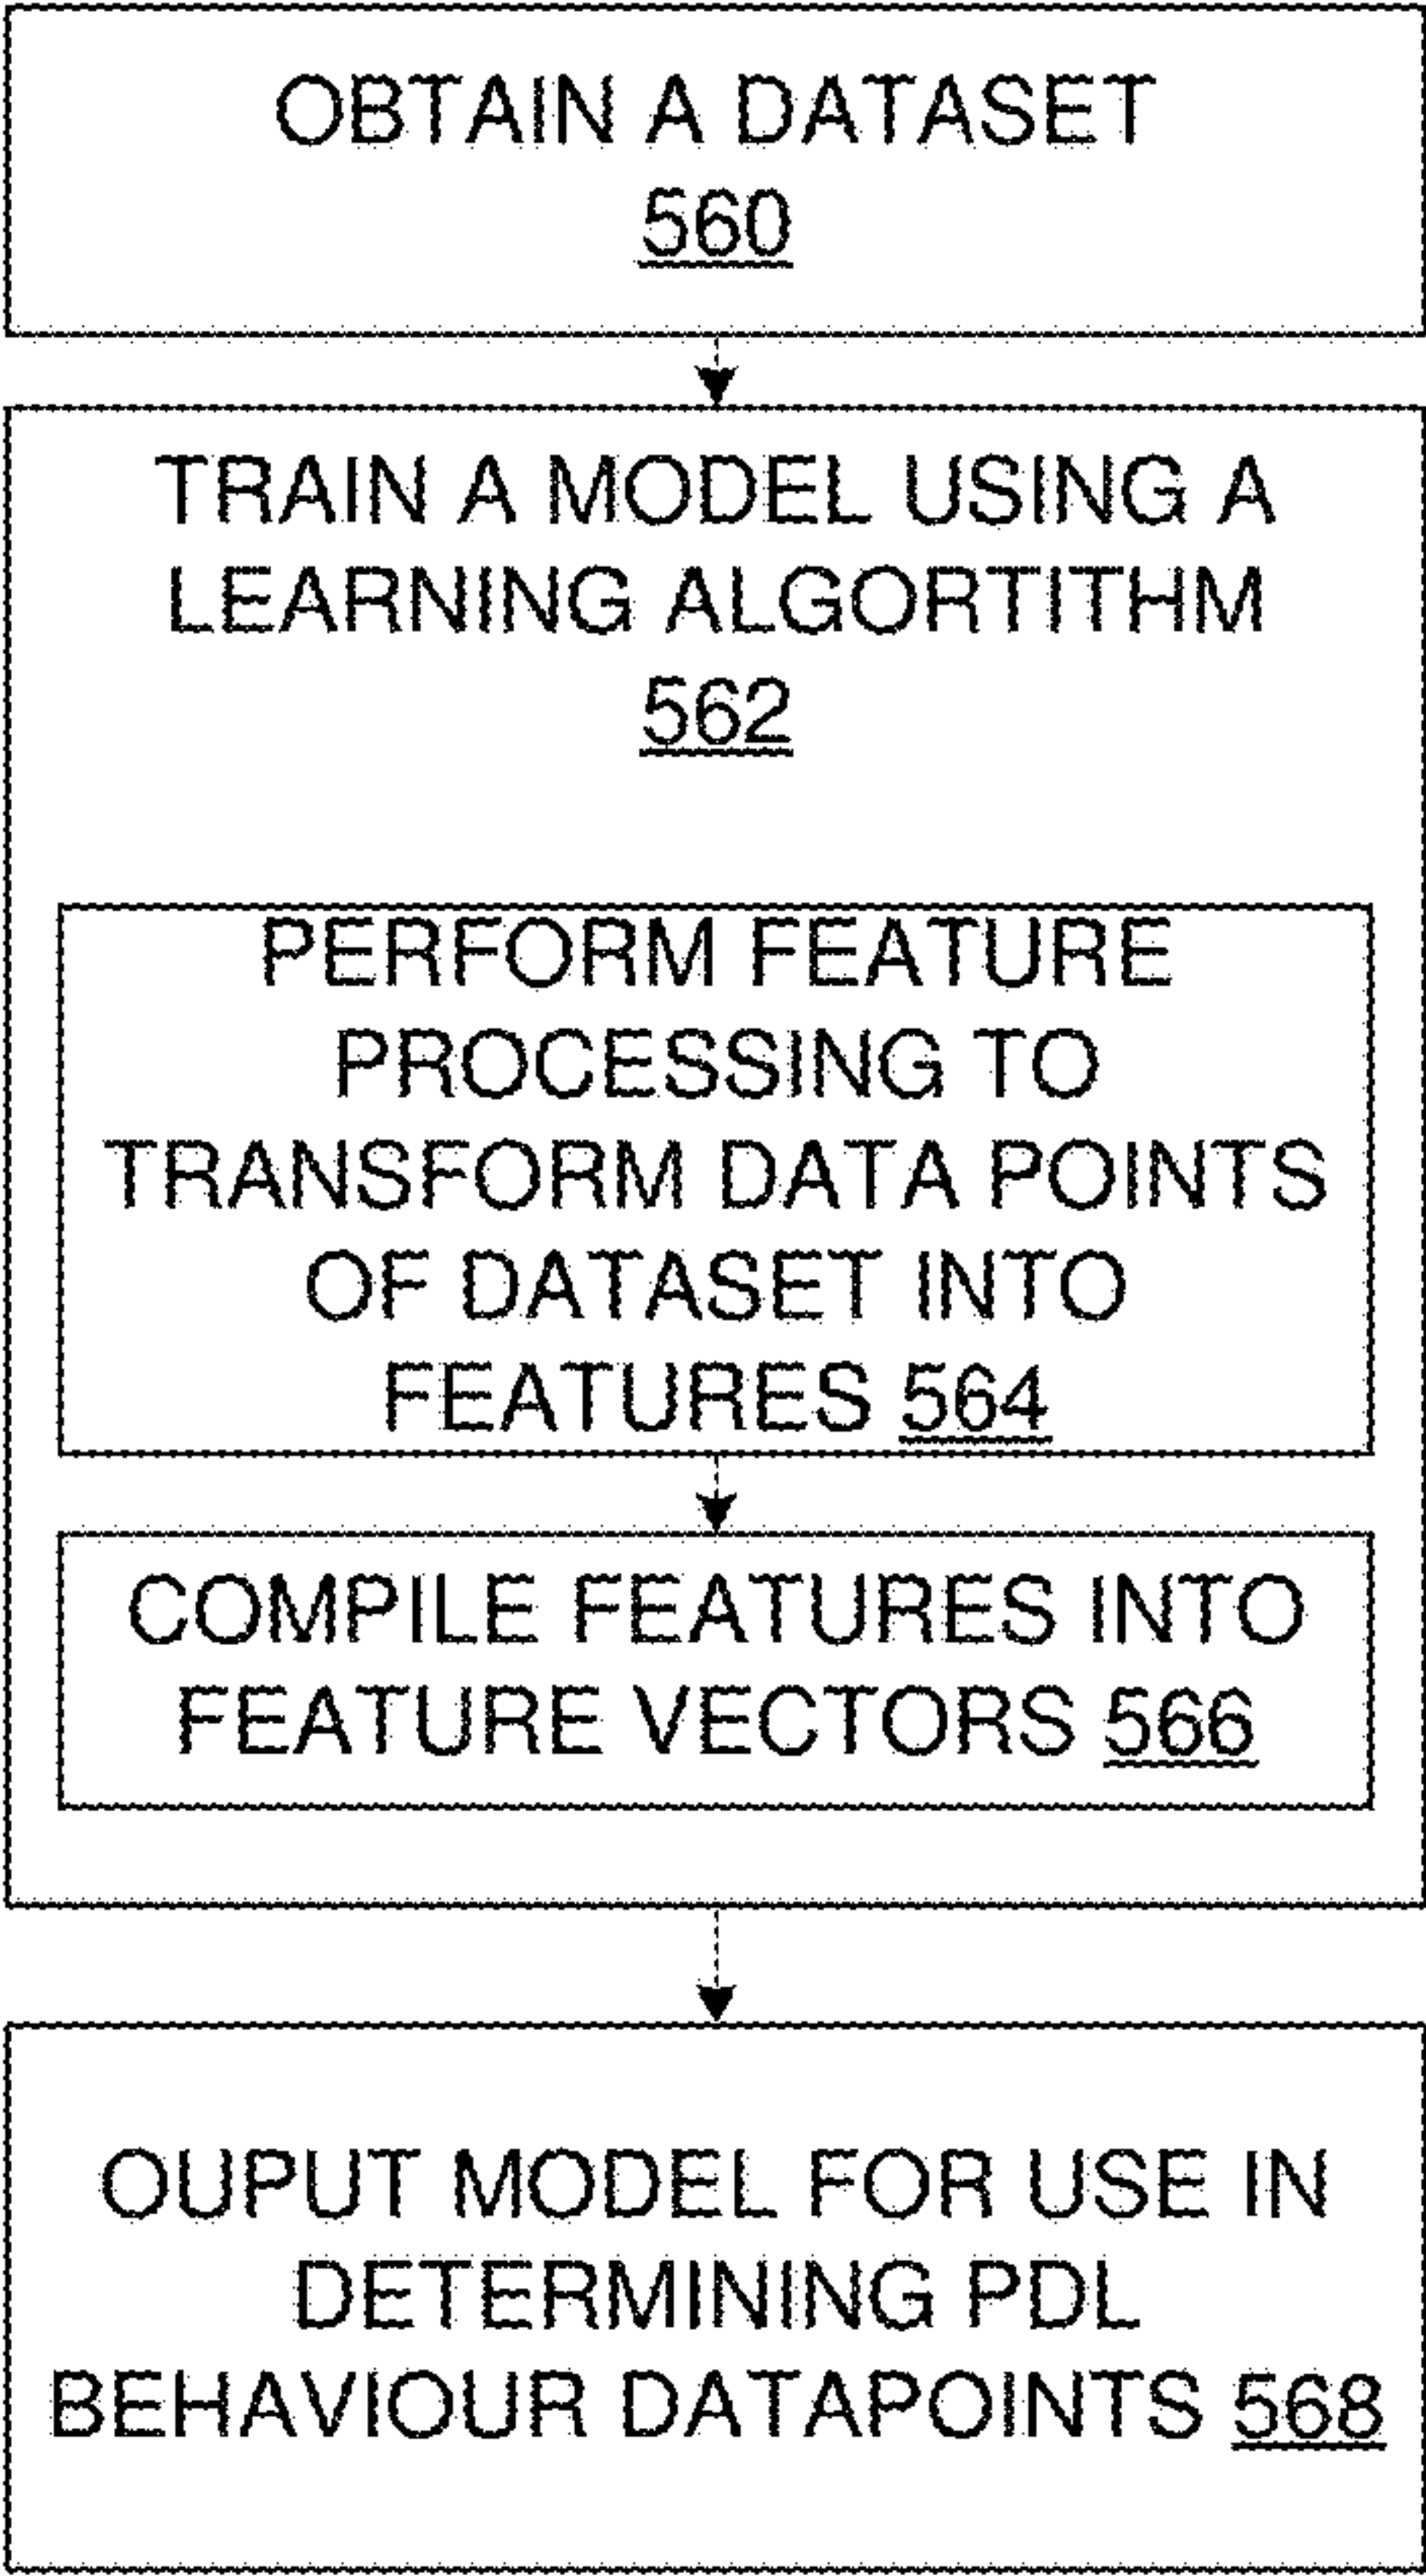 OBTAIN A DATASET
560
TRAIN A MODEL USING A
LEARNING ALGORTITHM
562
PERFORM FEATURE
PROCESSING TO
TRANSFORM DATA POINTS
OF DATASET INTO
FEATURES 564
COMPILE FEATURES INTO
FEATURE VECTORS 566
OUPUT MODEL FOR USE IN
DETERMINING PDL
BEHAVIOUR DATAPOINTS 568